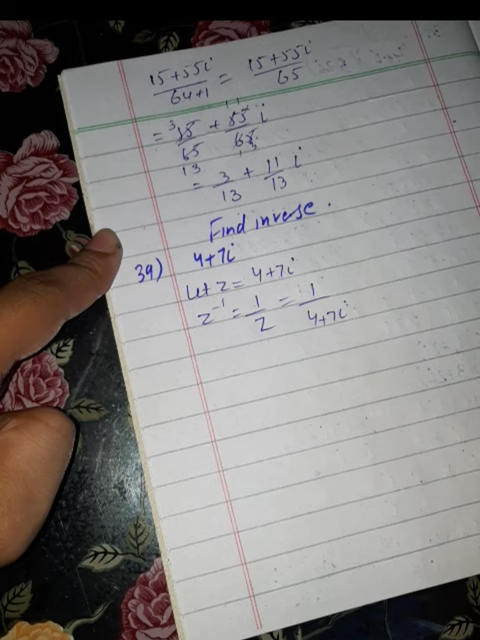 15+55i/64+1 = 15+55i/65
= 15/65 + 55/65 i
= 3/13 + 11/13 i
Find inverse.
39) 4+7i
let z = 4+7i
z⁻¹ = 1/z = 1/4+7i